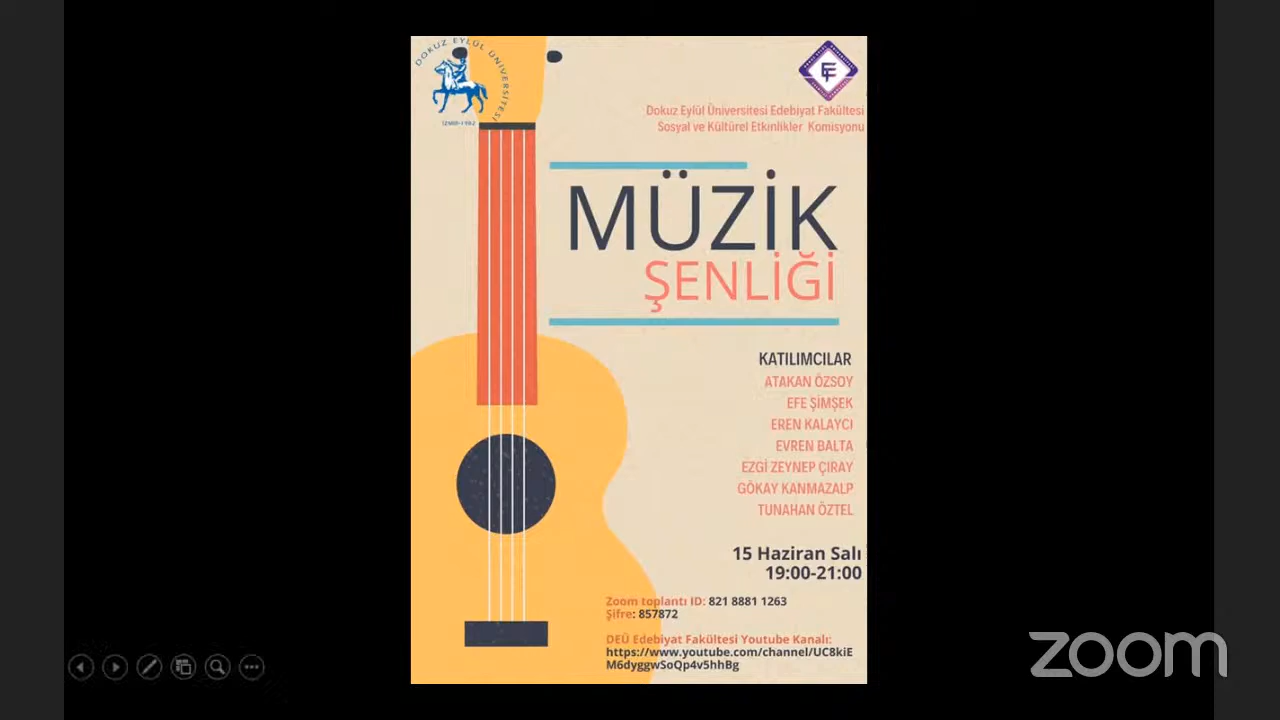 DOKUZ EYLÜL ÜNİVERSİTESİ
İZMİR-1982
EF
Dokuz Eylül Üniversitesi Edebiyat Fakültesi
Sosyal ve Kültürel Etkinlikler Komisyonu
MÜZİK
ŞENLİĞİ
KATILIMCILAR
ATAKAN ÖZSOY
EFE ŞİMŞEK
EREN KALAYCI
EVREN BALTA
EZGİ ZEYNEP ÇIRAY
GÖKAY KANMAZALP
TUNAHAN ÖZTEL
15 Haziran Salı
19:00-21:00
Zoom toplantı ID: 821 8881 1263
Şifre: 857872
DEÜ Edebiyat Fakültesi Youtube Kanalı:
https://www.youtube.com/channel/UC8kiE
M6dyggwSoQp4v5hhBg
zoom